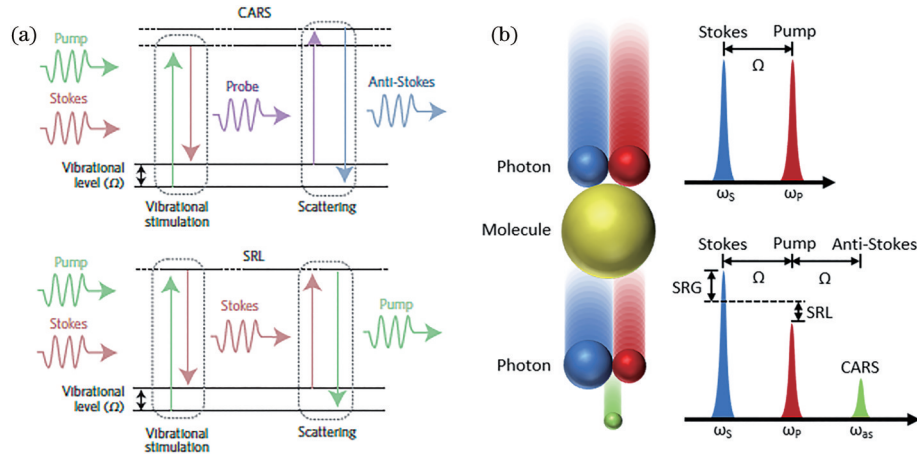 (a)
CARS
Pump
Stokes
Probe
Anti-Stokes
Vibrational
level (Ω)
Vibrational
stimulation
Scattering
SRL
Pump
Stokes
Stokes
Pump
Vibrational
level (Ω)
Vibrational
stimulation
Scattering
(b)
Photon
Molecule
Photon
Stokes Pump
Ω
ωS ωP
Stokes Pump Anti-Stokes
Ω Ω
SRG
SRL
CARS
ωS ωP ωas